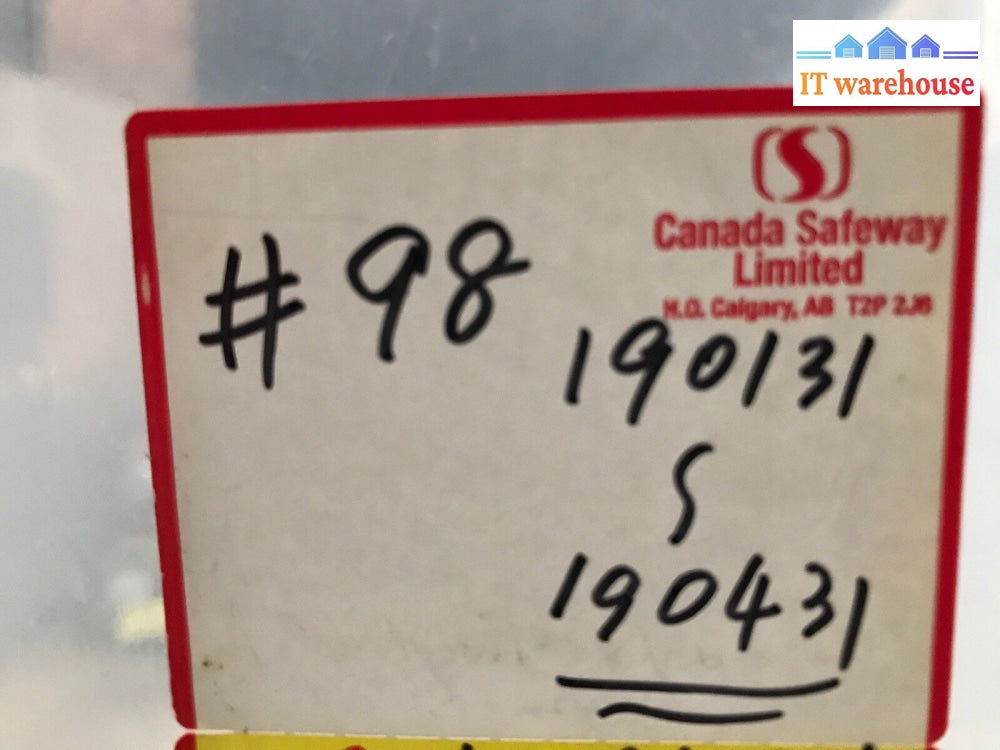 IT warehouse
Canada Safeway
Limited
H.O. Calgary, AB T2P 2J6
#98
190131
190431